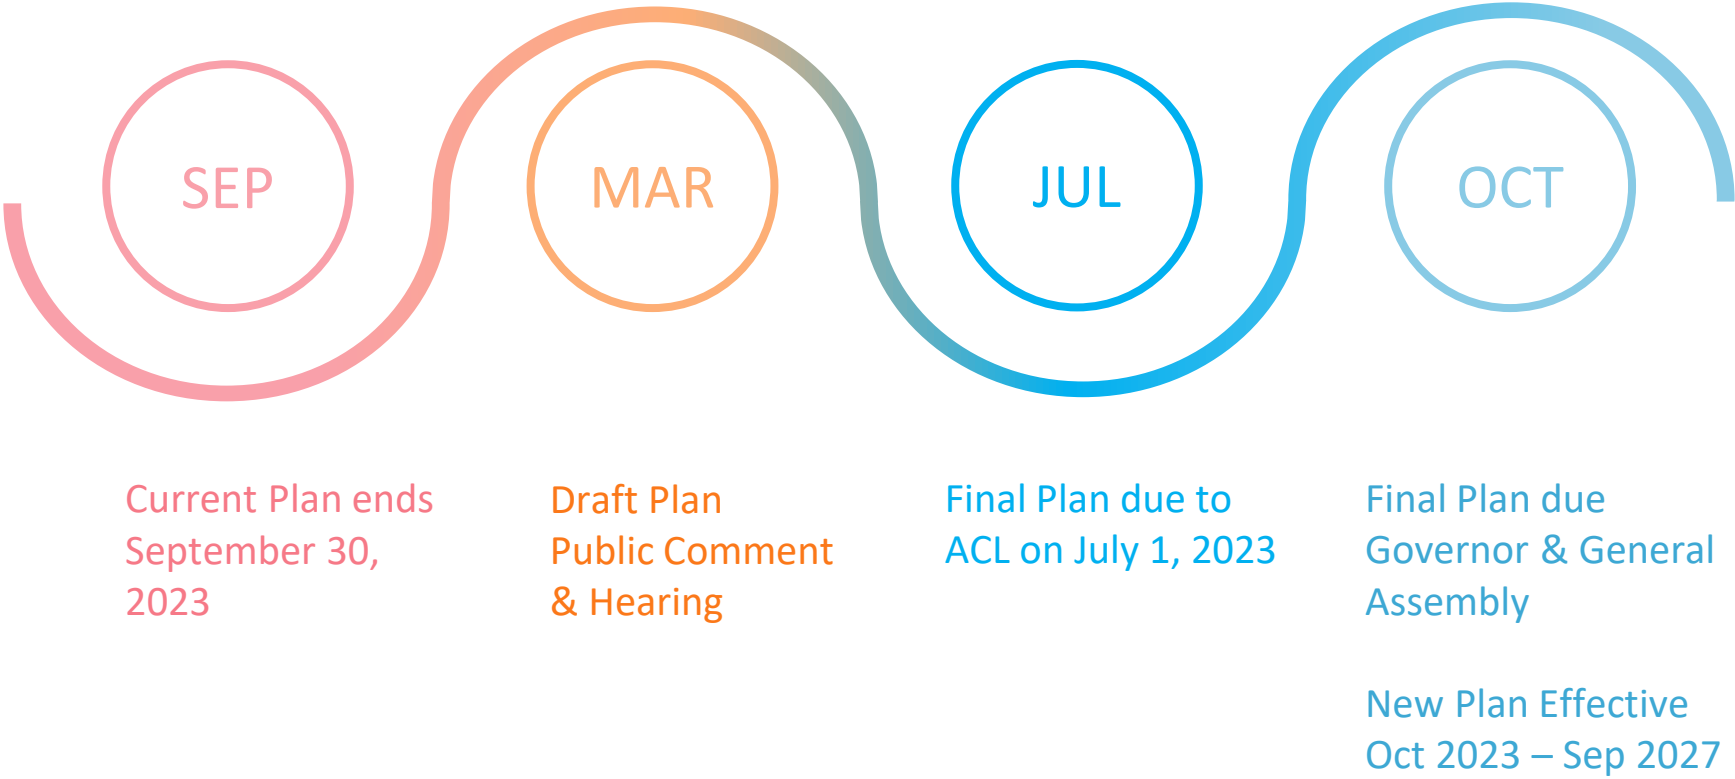 SEP
MAR
JUL
OCT
Current Plan ends
September 30,
2023
Draft Plan
Public Comment
& Hearing
Final Plan due to
ACL on July 1, 2023
Final Plan due
Governor & General
Assembly
New Plan Effective
Oct 2023 – Sep 2027